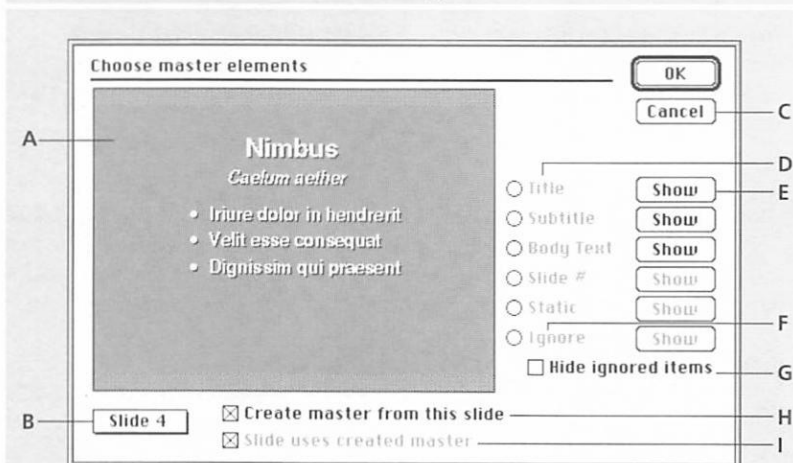 Choose master elements
OK
Cancel
C
A
Nimbus
Caelum aether
• Iriure dolor in hendrerit
• Velit esse consequat
• Dignissim qui praesent
D
Title
Show
E
Subtitle
Show
Body Text
Show
Slide #
Show
Static
Show
F
Ignore
Show
Hide ignored items
G
B
Slide 4
Create master from this slide
H
Slide uses created master
I